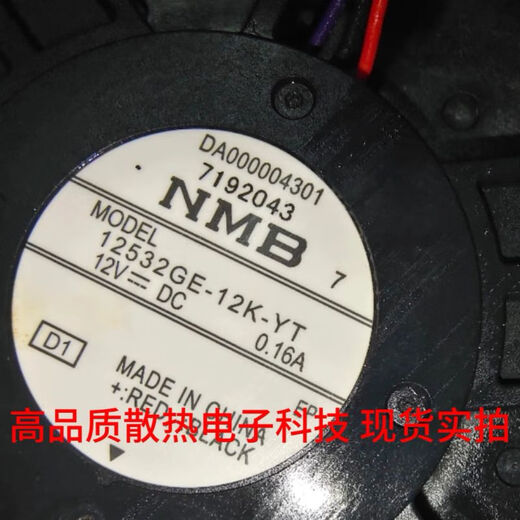 DA000004301
7192043
NMB 7
MODEL
12532GE-12K-YT
12V⎓DC 0.16A
D1
MADE IN CHINA
高品质散热电子科技 现货实拍